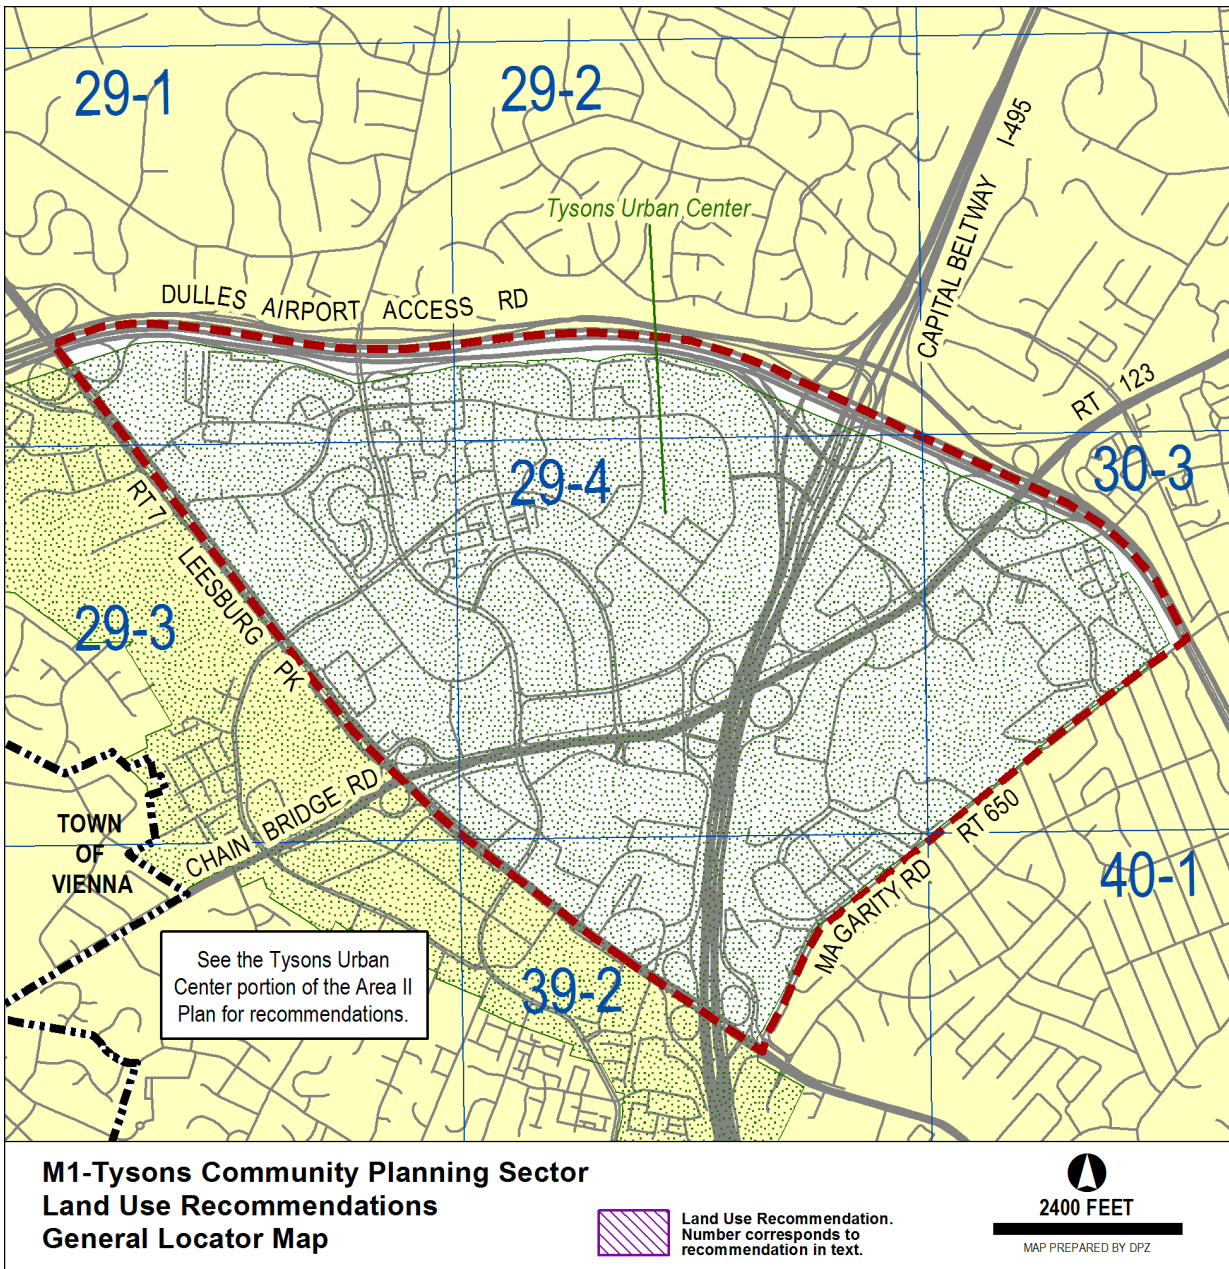 29-1
29-2
I-495
Tysons Urban Center
CAPITAL BELTWAY
DULLES AIRPORT ACCESS RD
RT 123
30-3
29-4
RT 7
LEESBURG PK
29-3
TOWN
OF
VIENNA
CHAIN BRIDGE RD
RT 650
MAGARITY RD
40-1
39-2
See the Tysons Urban
Center portion of the Area II
Plan for recommendations.
M1-Tysons Community Planning Sector
Land Use Recommendations
General Locator Map
Land Use Recommendation.
Number corresponds to
recommendation in text.
2400 FEET
MAP PREPARED BY DPZ